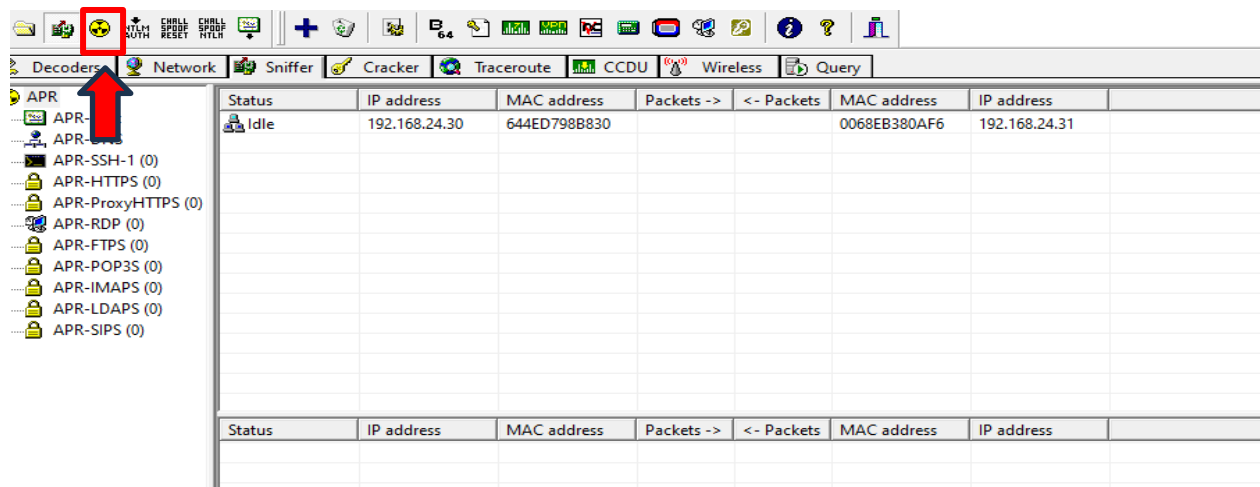 NTLM AUTH CHALL SPOOF RESET CHALL SPOOF NTLM B64
Decoders Network Sniffer Cracker Traceroute CCDU Wireless Query
APR
APR-
APR-DNS
APR-SSH-1 (0)
APR-HTTPS (0)
APR-ProxyHTTPS (0)
APR-RDP (0)
APR-FTPS (0)
APR-POP3S (0)
APR-IMAPS (0)
APR-LDAPS (0)
APR-SIPS (0)
Status IP address MAC address Packets -> <- Packets MAC address IP address
Idle 192.168.24.30 644ED798B830 0068EB380AF6 192.168.24.31
Status IP address MAC address Packets -> <- Packets MAC address IP address